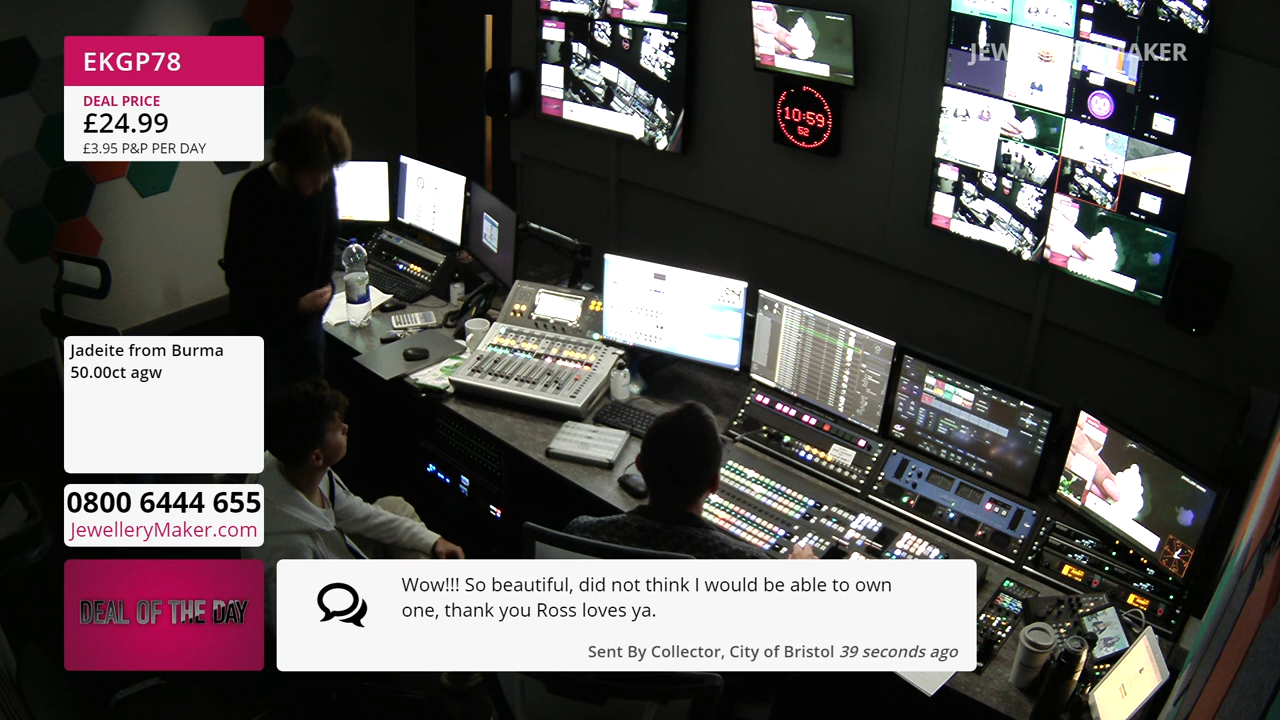 EKGP78
DEAL PRICE
£24.99
£3.95 P&P PER DAY
JEWELLERYMAKER
10:59
52
Jadeite from Burma
50.00ct agw
0800 6444 655
JewelleryMaker.com
DEAL OF THE DAY
Wow!!! So beautiful, did not think I would be able to own
one, thank you Ross loves ya.
Sent By Collector, City of Bristol 39 seconds ago